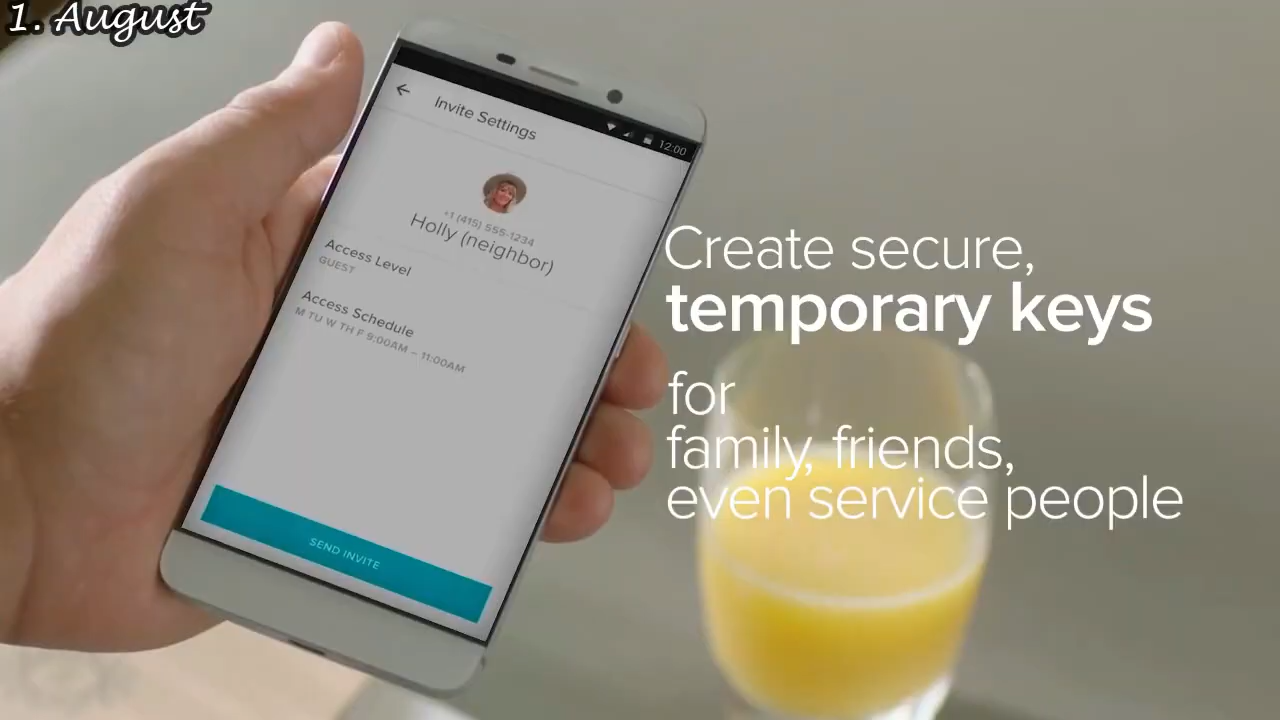 1. August
12:00
Invite Settings
+1 (415) 555-1234
Holly (neighbor)
Access Level
GUEST
Access Schedule
M TU W TH F 9:00AM – 11:00AM
SEND INVITE
Create secure,
temporary keys
for
family, friends,
even service people